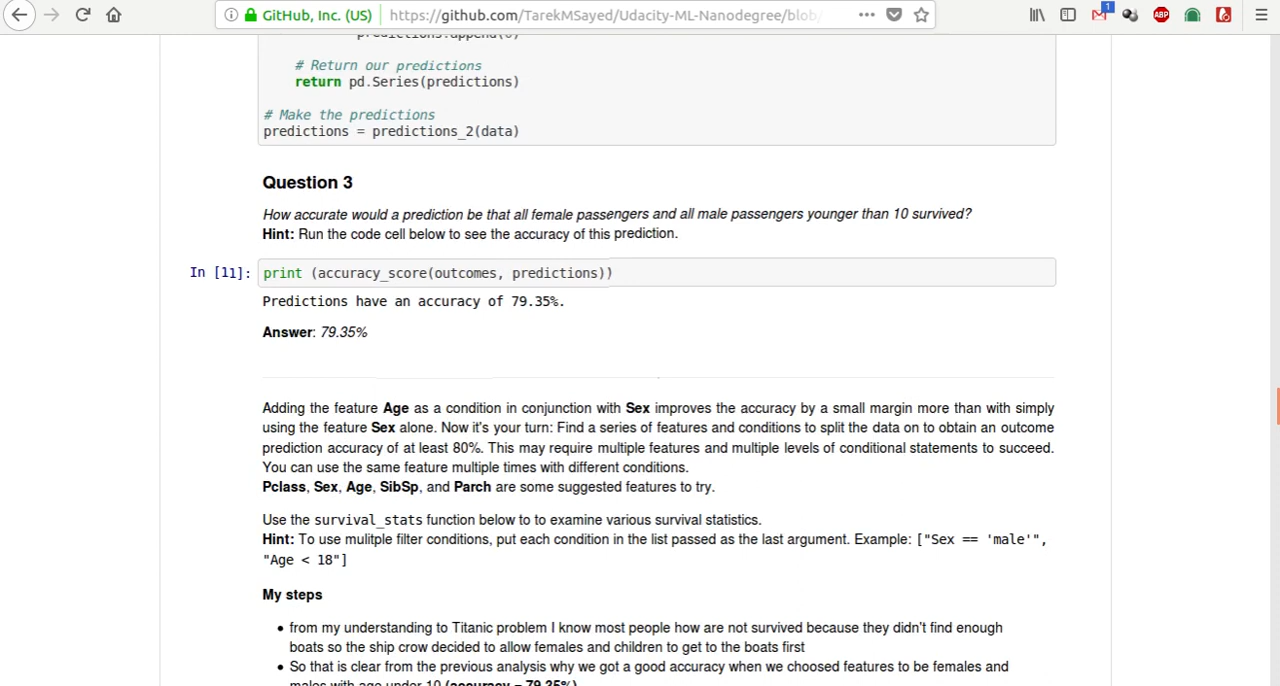 GitHub, Inc. (US) https://github.com/TarekMSayed/Udacity-ML-Nanodegree/blob/
1
ABP
predictions.append(0)
# Return our predictions
return pd.Series(predictions)
# Make the predictions
predictions = predictions_2(data)
Question 3
How accurate would a prediction be that all female passengers and all male passengers younger than 10 survived?
Hint: Run the code cell below to see the accuracy of this prediction.
In [11]: print (accuracy_score(outcomes, predictions))
Predictions have an accuracy of 79.35%.
Answer: 79.35%
Adding the feature Age as a condition in conjunction with Sex improves the accuracy by a small margin more than with simply
using the feature Sex alone. Now it's your turn: Find a series of features and conditions to split the data on to obtain an outcome
prediction accuracy of at least 80%. This may require multiple features and multiple levels of conditional statements to succeed.
You can use the same feature multiple times with different conditions.
Pclass, Sex, Age, SibSp, and Parch are some suggested features to try.
Use the survival_stats function below to to examine various survival statistics.
Hint: To use mulitple filter conditions, put each condition in the list passed as the last argument. Example: ["Sex == 'male'",
"Age < 18"]
My steps
• from my understanding to Titanic problem I know most people how are not survived because they didn't find enough
boats so the ship crow decided to allow females and children to get to the boats first
• So that is clear from the previous analysis why we got a good accuracy when we choosed features to be females and
males with age under 10 (accuracy = 79.35%)